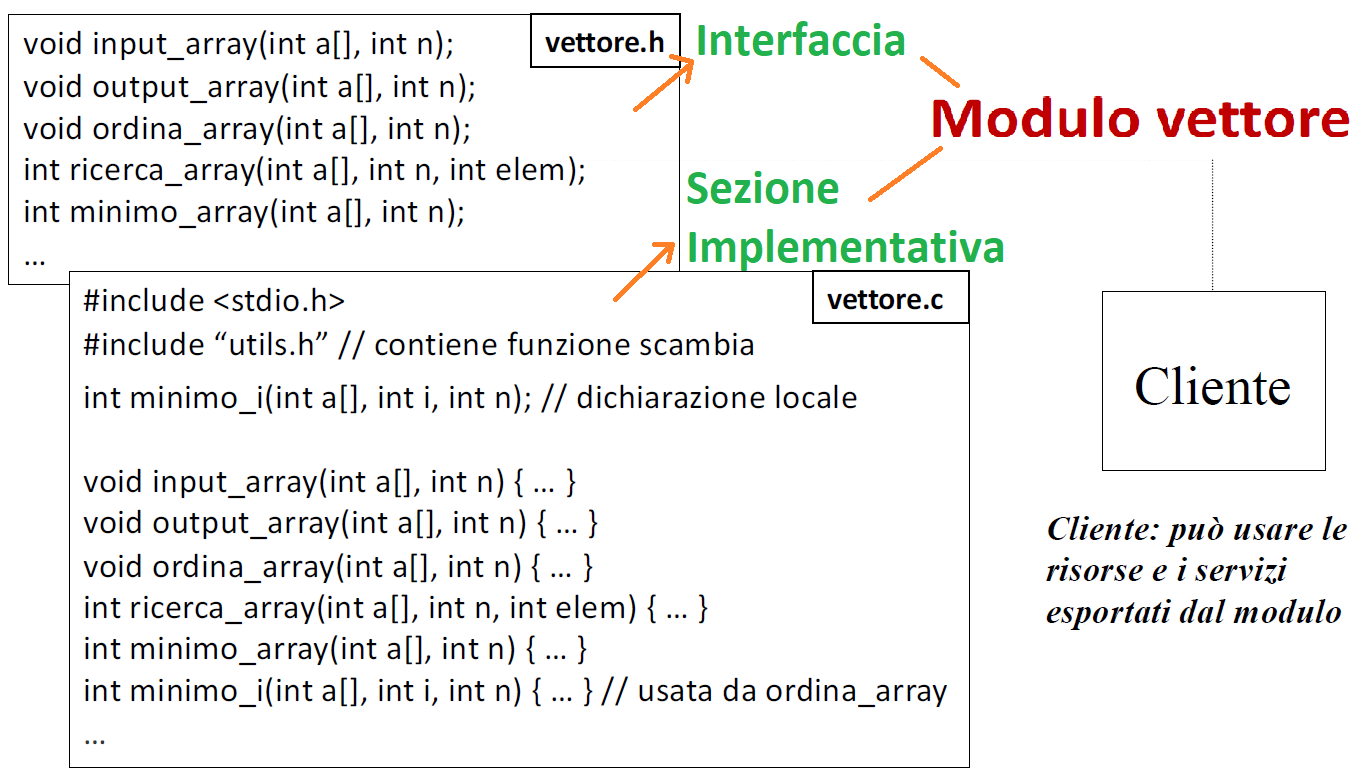 void input_array(int a[], int n);
void output_array(int a[], int n);
void ordina_array(int a[], int n);
int ricerca_array(int a[], int n, int elem);
int minimo_array(int a[], int n);
...
vettore.h
Interfaccia
Modulo vettore
Sezione
Implementativa
vettore.c
#include <stdio.h>
#include “utils.h” // contiene funzione scambia
int minimo_i(int a[], int i, int n); // dichiarazione locale
void input_array(int a[], int n) { … }
void output_array(int a[], int n) { … }
void ordina_array(int a[], int n) { … }
int ricerca_array(int a[], int n, int elem) { … }
int minimo_array(int a[], int n) { … }
int minimo_i(int a[], int i, int n) { … } // usata da ordina_array
...
Cliente
Cliente: può usare le
risorse e i servizi
esportati dal modulo